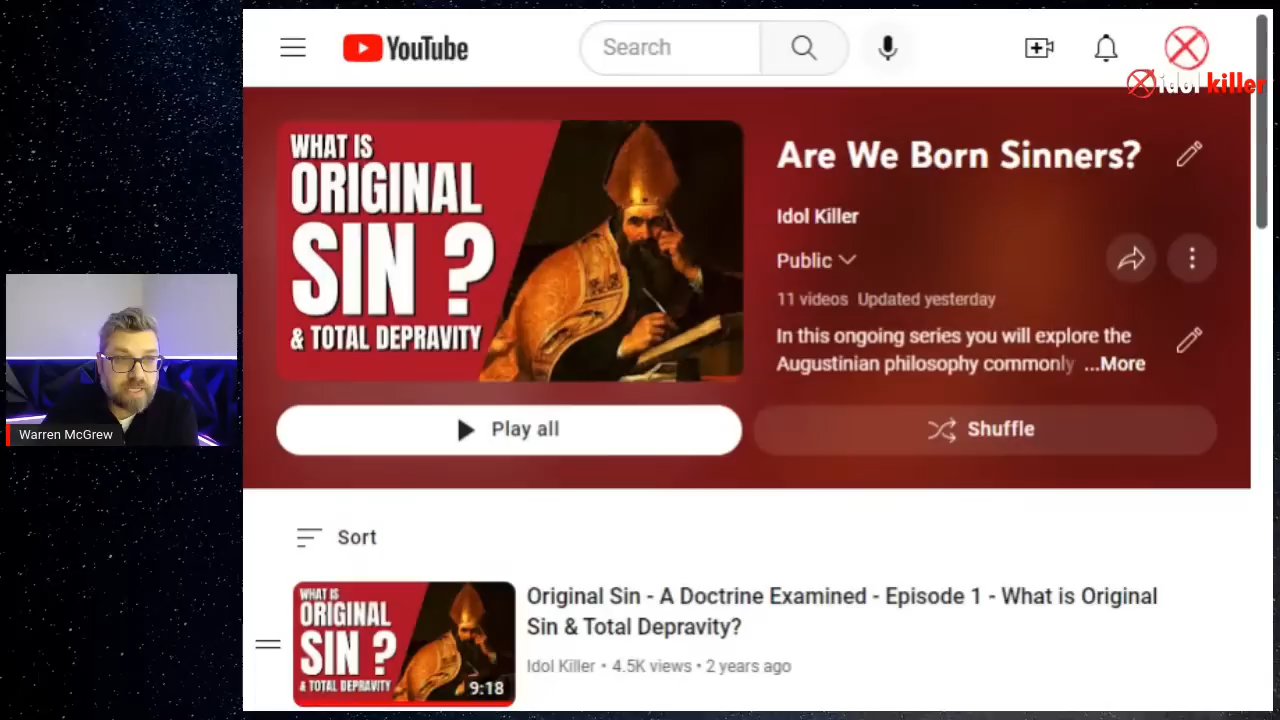 YouTube
Search
idol killer
WHAT IS
ORIGINAL
SIN ?
& TOTAL DEPRAVITY
Are We Born Sinners?
Idol Killer
Public
11 videos Updated yesterday
In this ongoing series you will explore the
Augustinian philosophy commonly ...More
Play all
Shuffle
Warren McGrew
Sort
WHAT IS
ORIGINAL
SIN ?
& TOTAL DEPRAVITY
9:18
Original Sin - A Doctrine Examined - Episode 1 - What is Original
Sin & Total Depravity?
Idol Killer • 4.5K views • 2 years ago